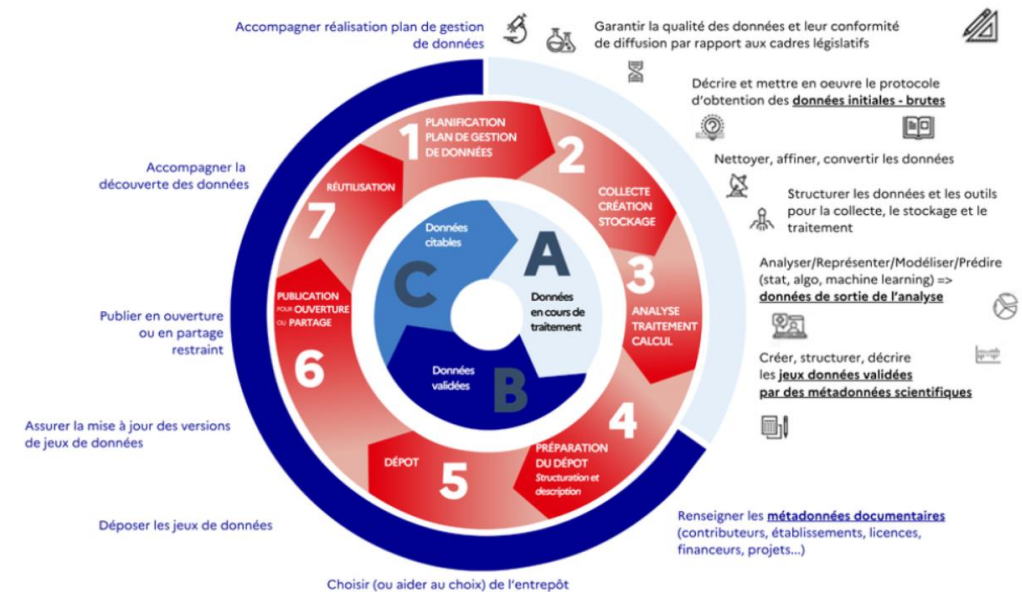 Accompagner réalisation plan de gestion
de données
Garantir la qualité des données et leur conformité
de diffusion par rapport aux cadres législatifs
Décrire et mettre en oeuvre le protocole
d'obtention des données initiales - brutes
Nettoyer, affiner, convertir les données
Structurer les données et les outils
pour la collecte, le stockage et le
traitement
Analyser/Représenter/Modéliser/Prédire
(stat, algo, machine learning) =>
données de sortie de l'analyse
Créer, structurer, décrire
les jeux données validées
par des métadonnées scientifiques
Renseigner les métadonnées documentaires
(contributeurs, établissements, licences,
financeurs, projets...)
Choisir (ou aider au choix) de l'entrepôt
Déposer les jeux de données
Assurer la mise à jour des versions
de jeux de données
Publier en ouverture
ou en partage
restraint
Accompagner la
découverte des données
1
PLANIFICATION
PLAN DE GESTION
DE DONNÉES
2
COLLECTE
CRÉATION
STOCKAGE
3
ANALYSE
TRAITEMENT
CALCUL
4
PRÉPARATION
DU DÉPOT
Structuration et
description
5
DÉPOT
6
PUBLICATION
POUR OUVERTURE
OU PARTAGE
7
RÉUTILISATION
A
Données
en cours de
traitement
B
Données
validées
C
Données
citables